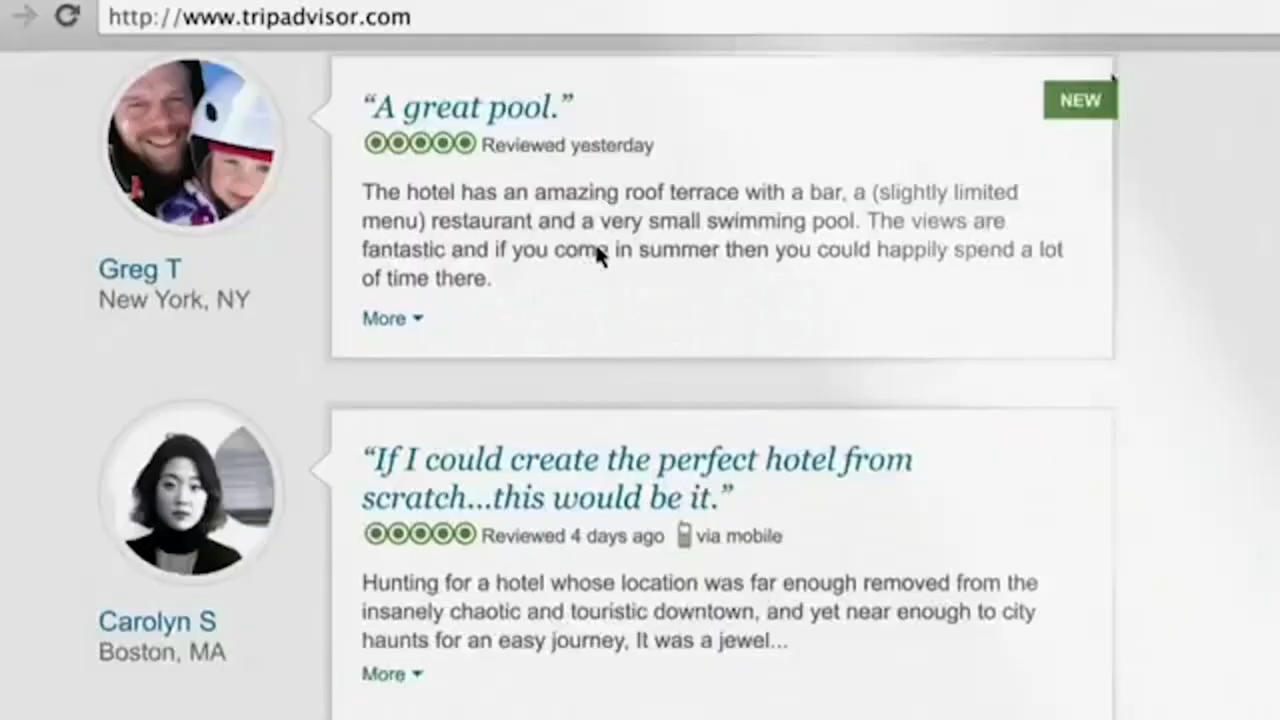 http://www.tripadvisor.com
“A great pool.”
NEW
Reviewed yesterday
The hotel has an amazing roof terrace with a bar, a (slightly limited
menu) restaurant and a very small swimming pool. The views are
fantastic and if you come in summer then you could happily spend a lot
of time there.
More
Greg T
New York, NY
“If I could create the perfect hotel from
scratch...this would be it.”
Reviewed 4 days ago via mobile
Hunting for a hotel whose location was far enough removed from the
insanely chaotic and touristic downtown, and yet near enough to city
haunts for an easy journey, It was a jewel...
More
Carolyn S
Boston, MA